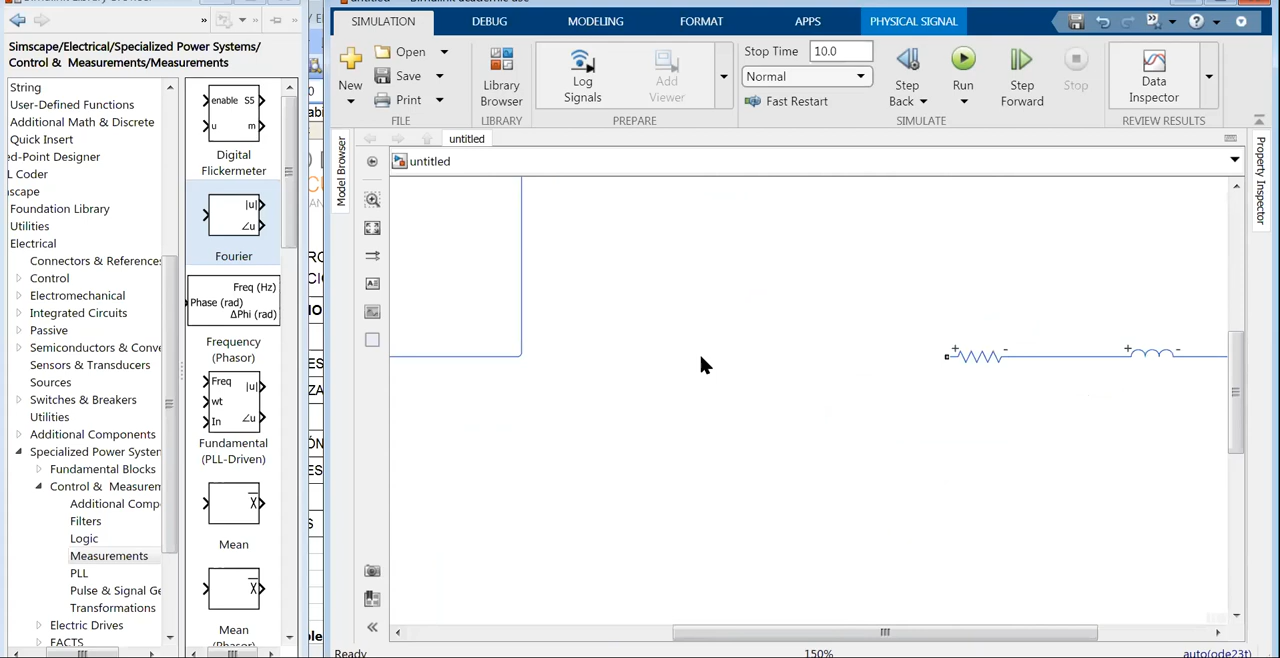 Simscape/Electrical/Specialized Power Systems/
Control & Measurements/Measurements
String
User-Defined Functions
Additional Math & Discrete
Quick Insert
ed-Point Designer
L Coder
scape
Foundation Library
Utilities
Electrical
Connectors & References
Control
Electromechanical
Integrated Circuits
Passive
Semiconductors & Conve
Sensors & Transducers
Sources
Switches & Breakers
Utilities
Additional Components
Specialized Power System
Fundamental Blocks
Control & Measurem
Additional Comp
Filters
Logic
Measurements
PLL
Pulse & Signal Ge
Transformations
Electric Drives
FACTS
enable S5
u m
Digital
Flickermeter
|u|
∠u
Fourier
Freq (Hz)
Phase (rad)
ΔPhi (rad)
Frequency
(Phasor)
Freq |u|
wt
In ∠u
Fundamental
(PLL-Driven)
X
Mean
X
Mean
(Phasor)
SIMULATION DEBUG MODELING FORMAT APPS PHYSICAL SIGNAL
New
Open
Save
Print
FILE
Library
Browser
LIBRARY
Log
Signals
Add
Viewer
PREPARE
Stop Time 10.0
Normal
Fast Restart
Step
Back
Run
Step
Forward
Stop
SIMULATE
Data
Inspector
REVIEW RESULTS
untitled
untitled
Model Browser
Property Inspector
+ -
+ -
Ready
150%
auto(ode23t)